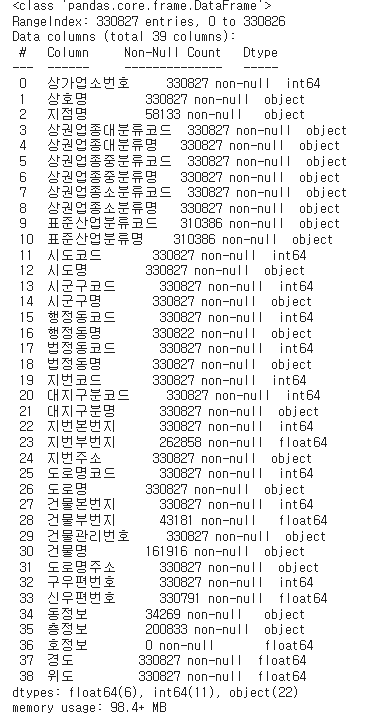 <class 'pandas.core.frame.DataFrame'>
RangeIndex: 330827 entries, 0 to 330826
Data columns (total 39 columns):
 #   Column   Non-Null Count   Dtype
---  ------   --------------   -----
 0   상가업소번호   330827 non-null  int64
 1   상호명   330827 non-null  object
 2   지점명   58133 non-null  object
 3   상권업종대분류코드   330827 non-null  object
 4   상권업종대분류명   330827 non-null  object
 5   상권업종중분류코드   330827 non-null  object
 6   상권업종중분류명   330827 non-null  object
 7   상권업종소분류코드   330827 non-null  object
 8   상권업종소분류명   330827 non-null  object
 9   표준산업분류코드   310386 non-null  object
 10  표준산업분류명   310386 non-null  object
 11  시도코드   330827 non-null  int64
 12  시도명   330827 non-null  object
 13  시군구코드   330827 non-null  int64
 14  시군구명   330827 non-null  object
 15  행정동코드   330827 non-null  int64
 16  행정동명   330822 non-null  object
 17  법정동코드   330827 non-null  int64
 18  법정동명   330827 non-null  object
 19  지번코드   330827 non-null  int64
 20  대지구분코드   330827 non-null  int64
 21  대지구분명   330827 non-null  object
 22  지번본번지   330827 non-null  int64
 23  지번부번지   262858 non-null  float64
 24  지번주소   330827 non-null  object
 25  도로명코드   330827 non-null  int64
 26  도로명   330827 non-null  object
 27  건물본번지   330827 non-null  int64
 28  건물부번지   43181 non-null  float64
 29  건물관리번호   330827 non-null  object
 30  건물명   161916 non-null  object
 31  도로명주소   330827 non-null  object
 32  구우편번호   330827 non-null  int64
 33  신우편번호   330791 non-null  float64
 34  동정보   34269 non-null  object
 35  층정보   200833 non-null  object
 36  호정보   0 non-null  float64
 37  경도   330827 non-null  float64
 38  위도   330827 non-null  float64
dtypes: float64(6), int64(11), object(22)
memory usage: 98.4+ MB